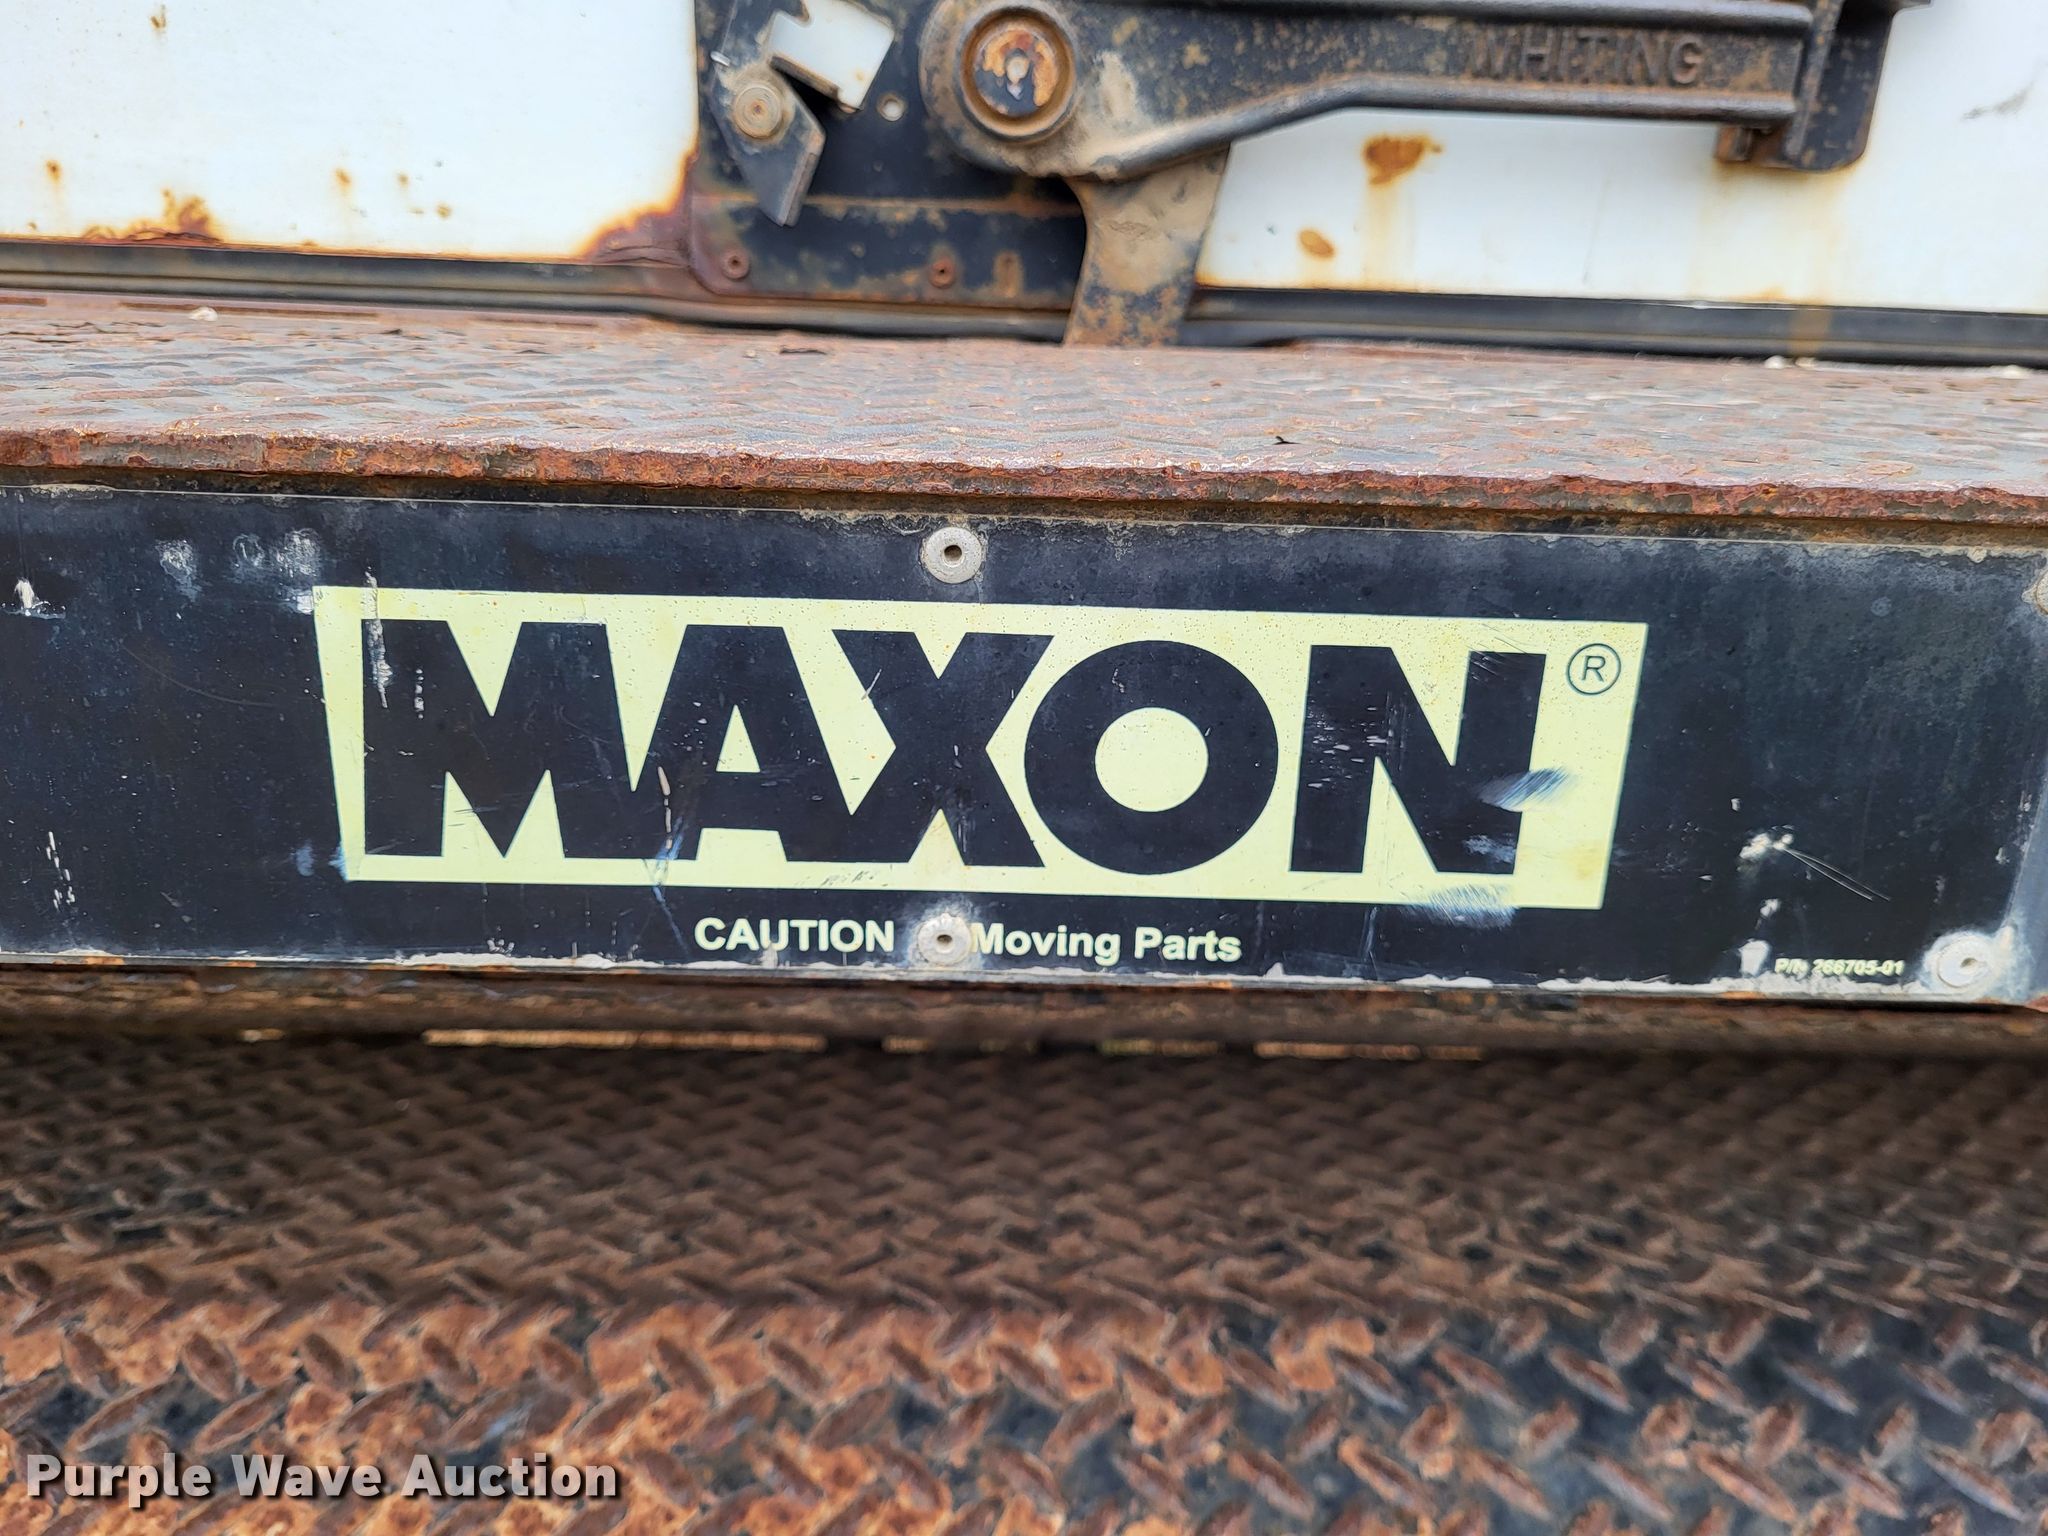 WHITING
MAXON ®
CAUTION Moving Parts
P/N 266705-01
Purple Wave Auction